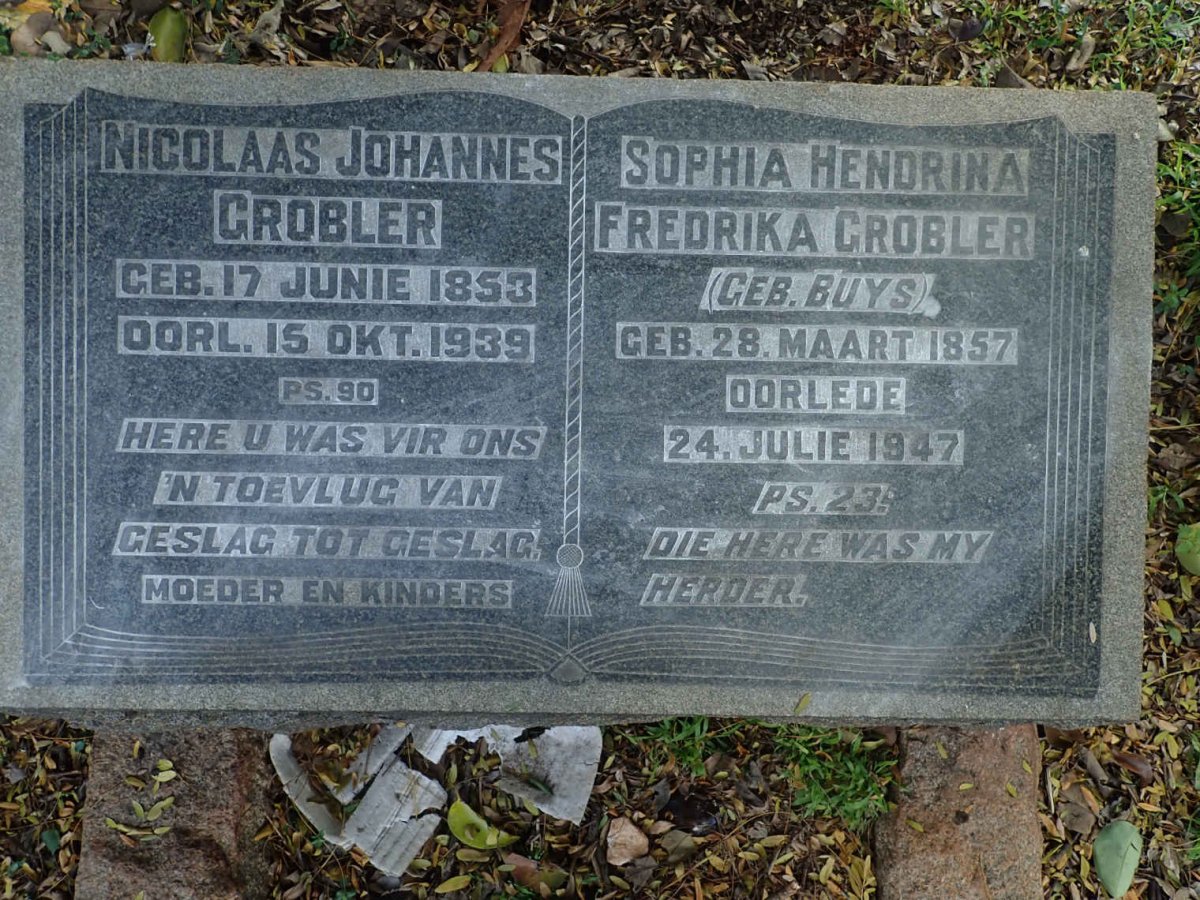 NICOLAAS JOHANNES
GROBLER
GEB. 17 JUNIE 1853
OORL. 15 OKT. 1939
PS. 90
HERE U WAS VIR ONS
'N TOEVLUG VAN
GESLAG TOT GESLAG.
MOEDER EN KINDERS
SOPHIA HENDRINA
FREDRIKA GROBLER
(GEB. BUYS)
GEB. 28. MAART 1857
OORLEDE
24. JULIE 1947
PS. 23:
DIE HERE WAS MY
HERDER.